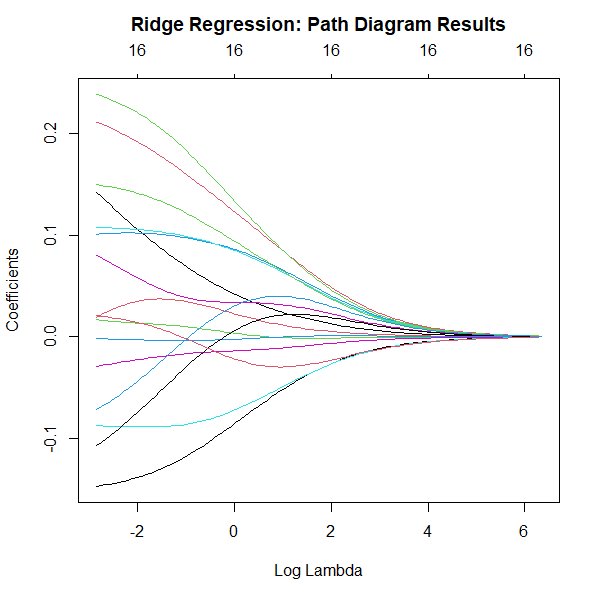 Ridge Regression: Path Diagram Results
16 16 16 16 16
0.2
0.1
0.0
-0.1
Coefficients
-2 0 2 4 6
Log Lambda